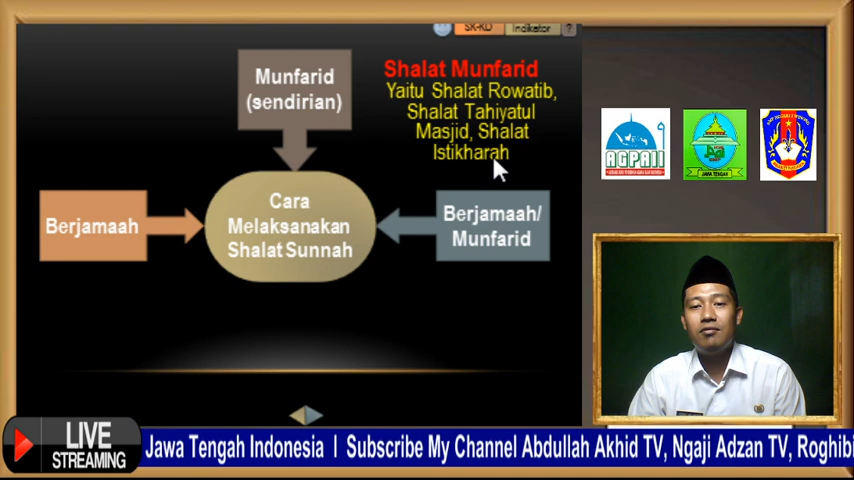 SK-KD
Indikator
?
Munfarid
(sendirian)
Shalat Munfarid
Yaitu Shalat Rowatib,
Shalat Tahiyatul
Masjid, Shalat
Istikharah
Berjamaah
Cara
Melaksanakan
Shalat Sunnah
Berjamaah/
Munfarid
AGPAII
JAWA TENGAH
LIVE
STREAMING
Jawa Tengah Indonesia I Subscribe My Channel Abdullah Akhid TV, Ngaji Adzan TV, Roghibi